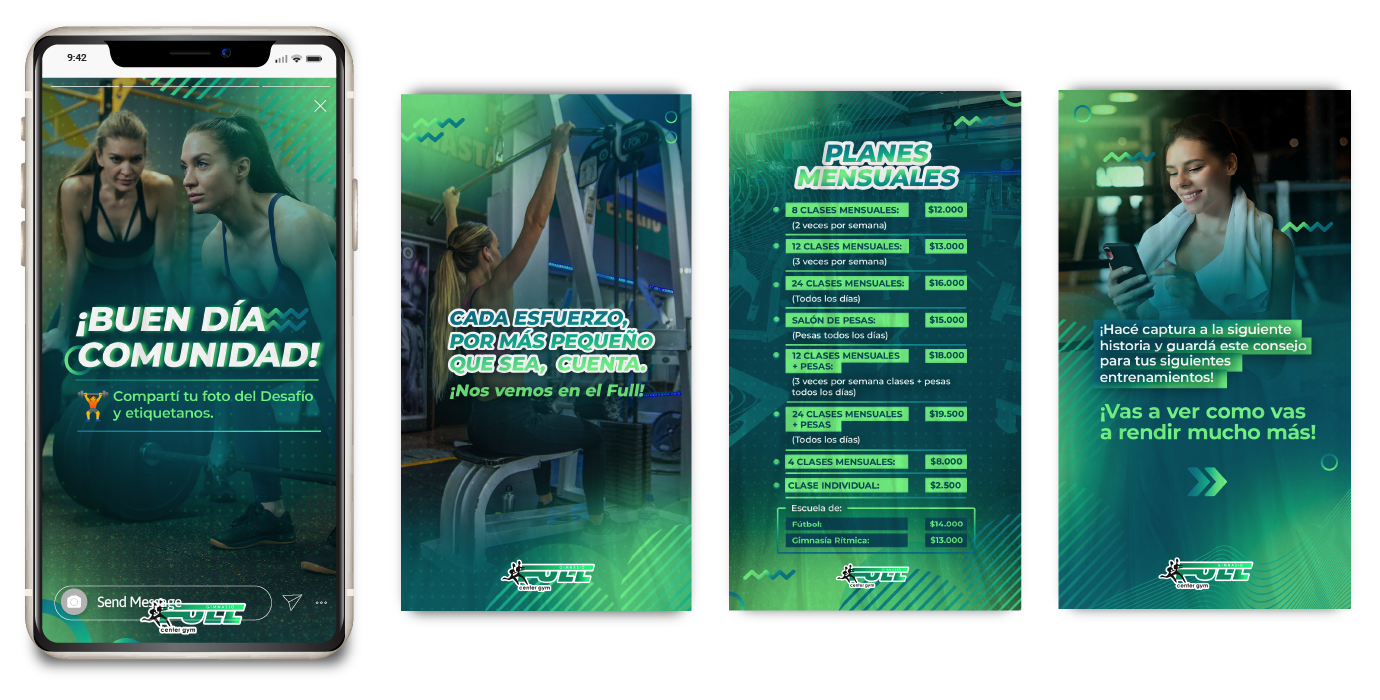 9:42
¡BUEN DÍA
COMUNIDAD!
Compartí tu foto del Desafío
y etiquetanos.
Send Message
GIMNASIO
FULL
center gym
CADA ESFUERZO,
POR MÁS PEQUEÑO
QUE SEA, CUENTA.
¡Nos vemos en el Full!
GIMNASIO
FULL
center gym
PLANES
MENSUALES
8 CLASES MENSUALES: $12.000
(2 veces por semana)
12 CLASES MENSUALES: $13.000
(3 veces por semana)
24 CLASES MENSUALES: $16.000
(Todos los días)
SALÓN DE PESAS: $15.000
(Pesas todos los días)
12 CLASES MENSUALES $18.000
+ PESAS:
(3 veces por semana clases + pesas
todos los días)
24 CLASES MENSUALES $19.500
+ PESAS
(Todos los días)
4 CLASES MENSUALES: $8.000
CLASE INDIVIDUAL: $2.500
Escuela de:
Fútbol: $14.000
Gimnasía Rítmica: $13.000
GIMNASIO
FULL
center gym
¡Hacé captura a la siguiente
historia y guardá este consejo
para tus siguientes
entrenamientos!
¡Vas a ver como vas
a rendir mucho más!
GIMNASIO
FULL
center gym